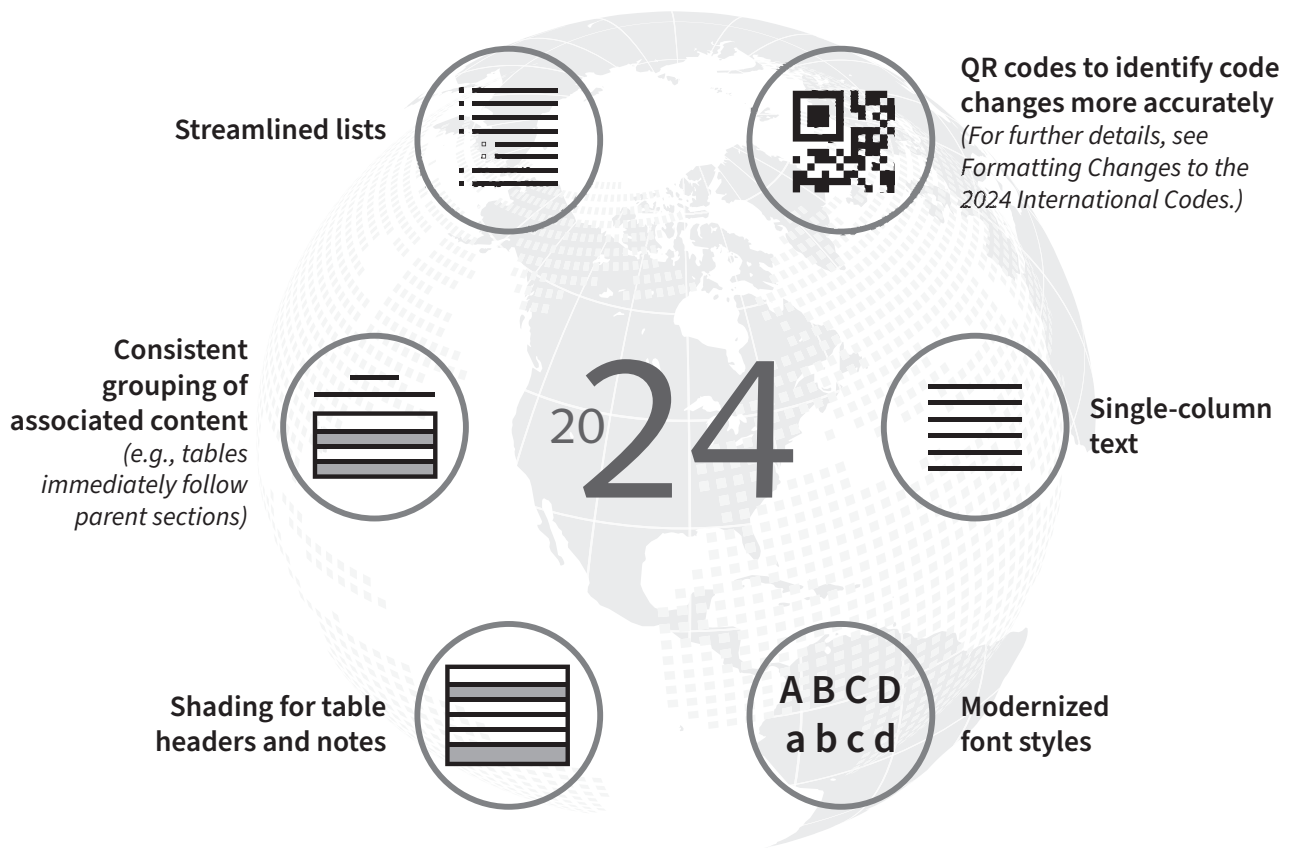 Streamlined lists
QR codes to identify code
changes more accurately
(For further details, see
Formatting Changes to the
2024 International Codes.)
Consistent
grouping of
associated content
(e.g., tables
immediately follow
parent sections)
2024
Single-column
text
Shading for table
headers and notes
A B C D
a b c d
Modernized
font styles